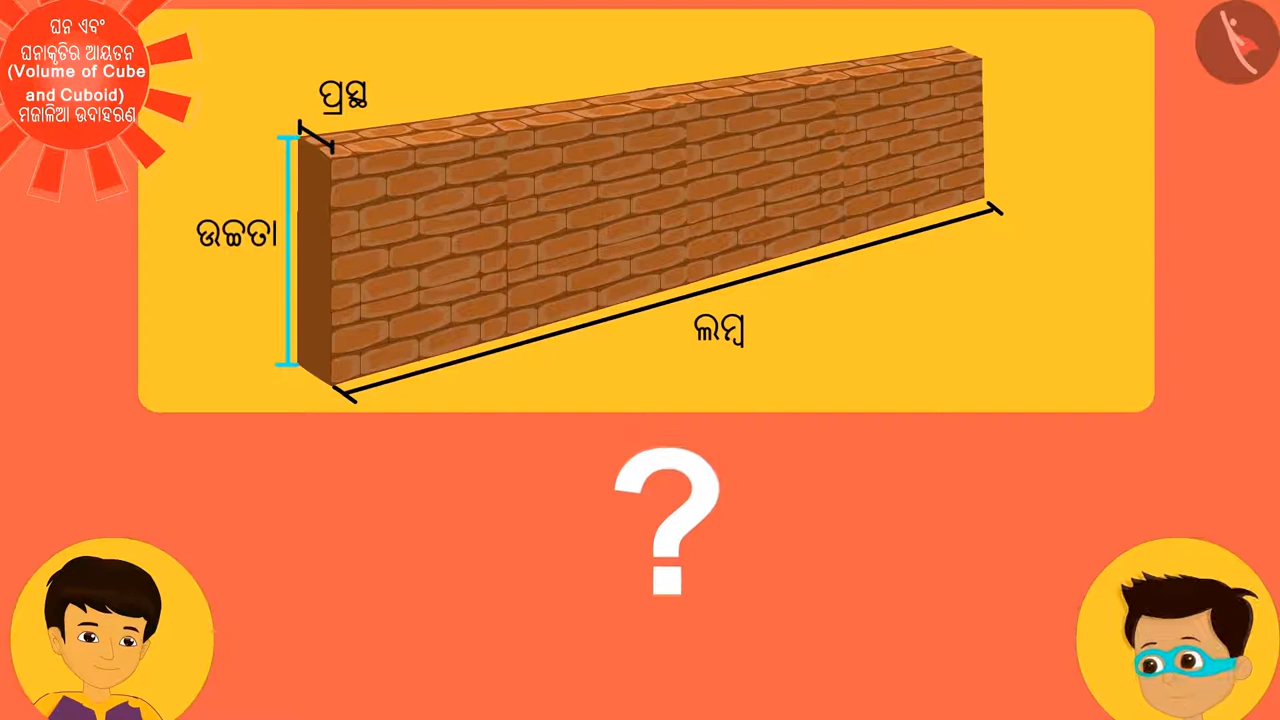 ଘନ ଏବଂ
ଘନାକୃତିର ଆୟତନ
(Volume of Cube
and Cuboid)
ମଜାଳିଆ ଉଦାହରଣ
ପ୍ରସ୍ଥ
ଉଚ୍ଚତା
ଲମ୍ବ
?